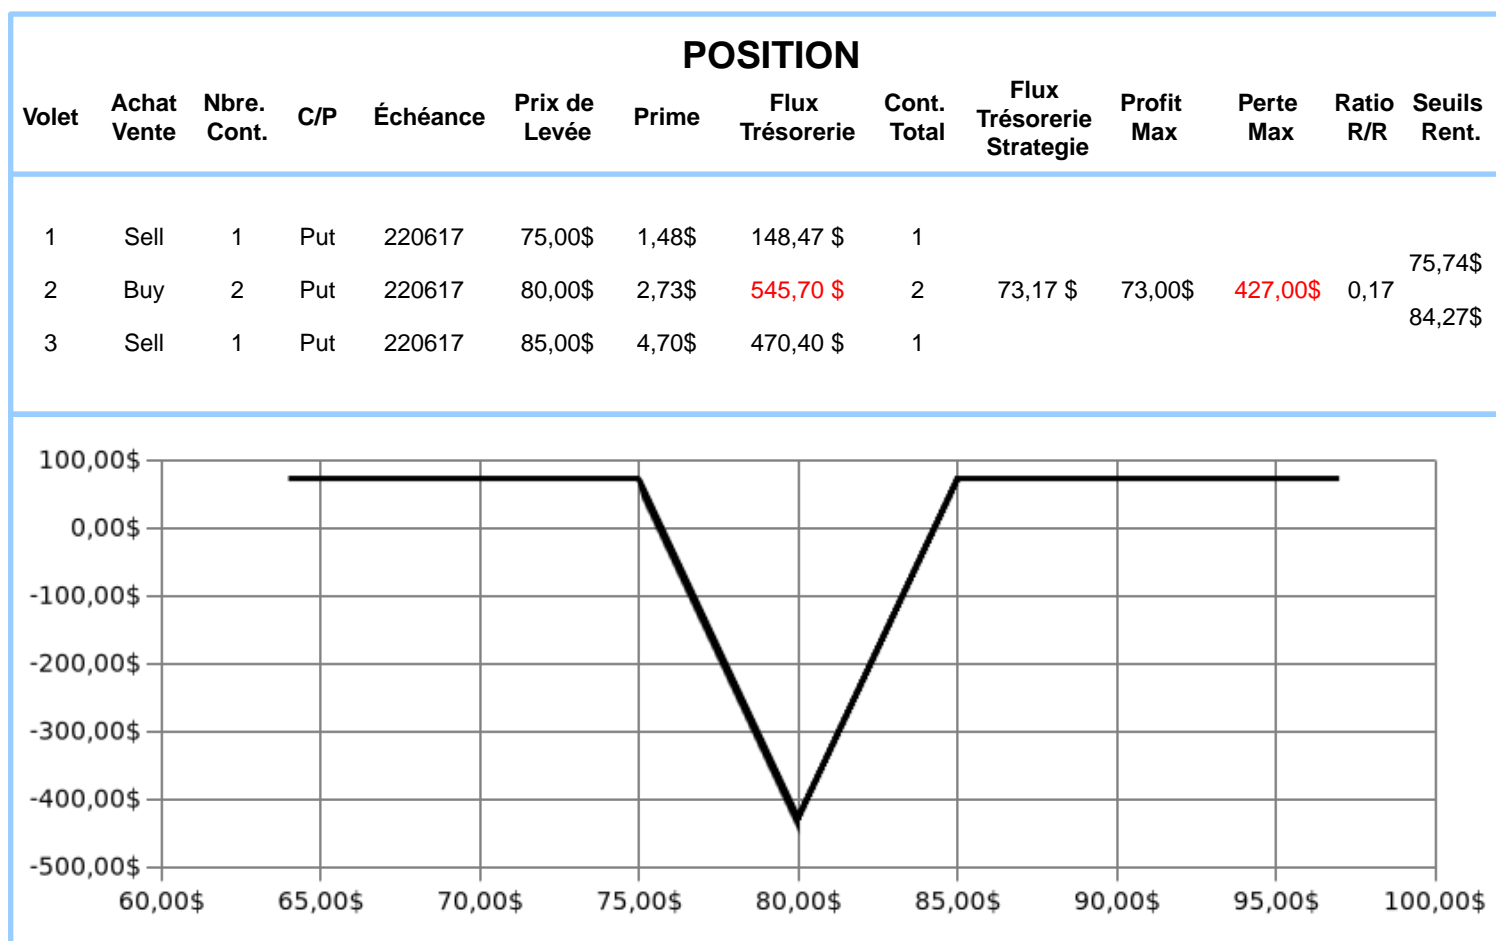 POSITION
Volet Achat Vente Nbre. Cont. C/P Échéance Prix de Levée Prime Flux Trésorerie Cont. Total Flux Trésorerie Strategie Profit Max Perte Max Ratio R/R Seuils Rent.
1 Sell 1 Put 220617 75,00$ 1,48$ 148,47 $ 1
75,74$
2 Buy 2 Put 220617 80,00$ 2,73$ 545,70 $ 2 73,17 $ 73,00$ 427,00$ 0,17
84,27$
3 Sell 1 Put 220617 85,00$ 4,70$ 470,40 $ 1
100,00$
0,00$
-100,00$
-200,00$
-300,00$
-400,00$
-500,00$
60,00$ 65,00$ 70,00$ 75,00$ 80,00$ 85,00$ 90,00$ 95,00$ 100,00$